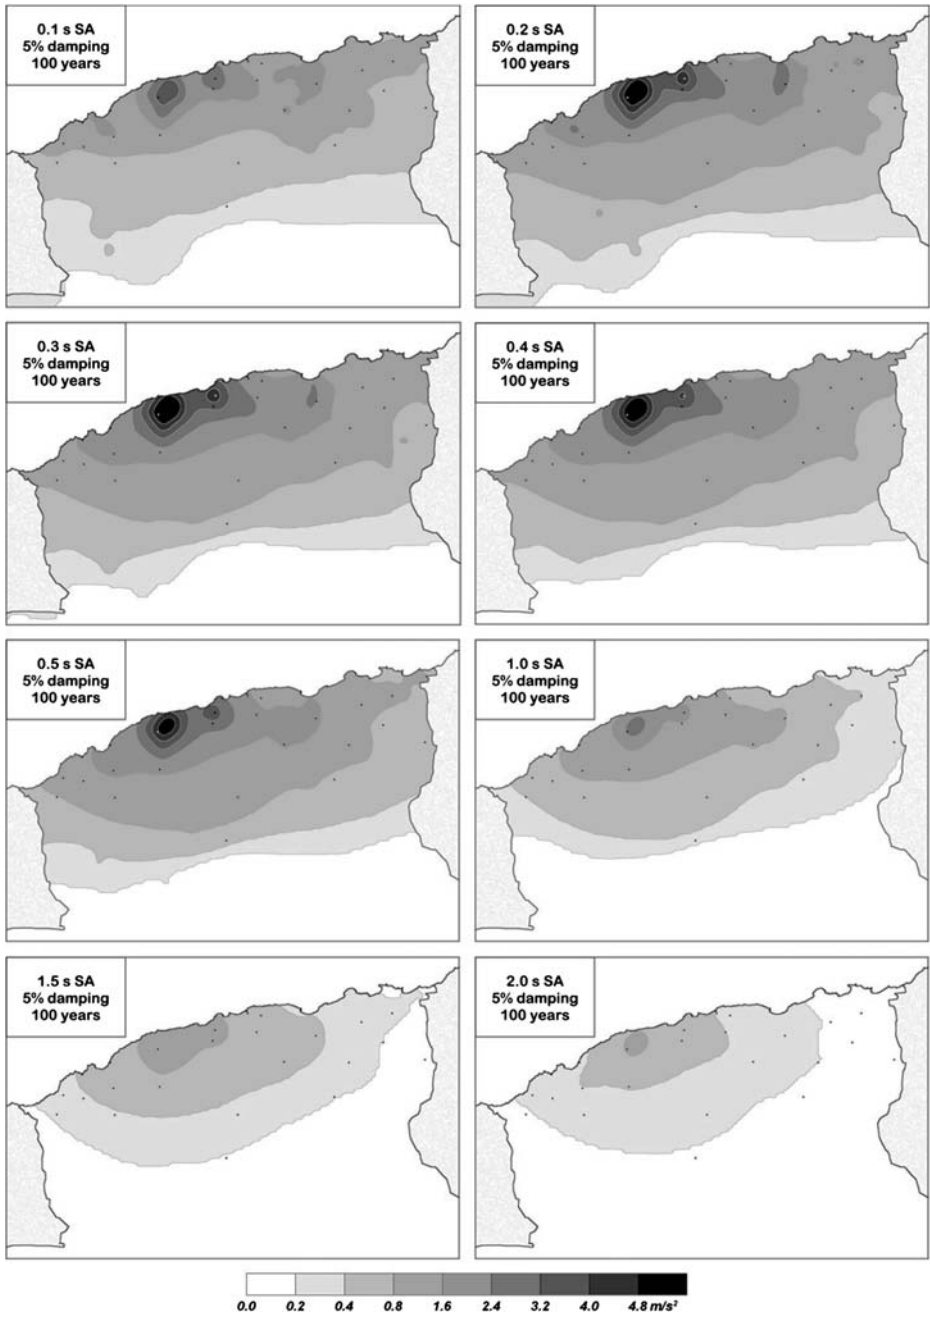 0.1 s SA
5% damping
100 years
0.2 s SA
5% damping
100 years
0.3 s SA
5% damping
100 years
0.4 s SA
5% damping
100 years
0.5 s SA
5% damping
100 years
1.0 s SA
5% damping
100 years
1.5 s SA
5% damping
100 years
2.0 s SA
5% damping
100 years
0.0 0.2 0.4 0.8 1.6 2.4 3.2 4.0 4.8 m/s²